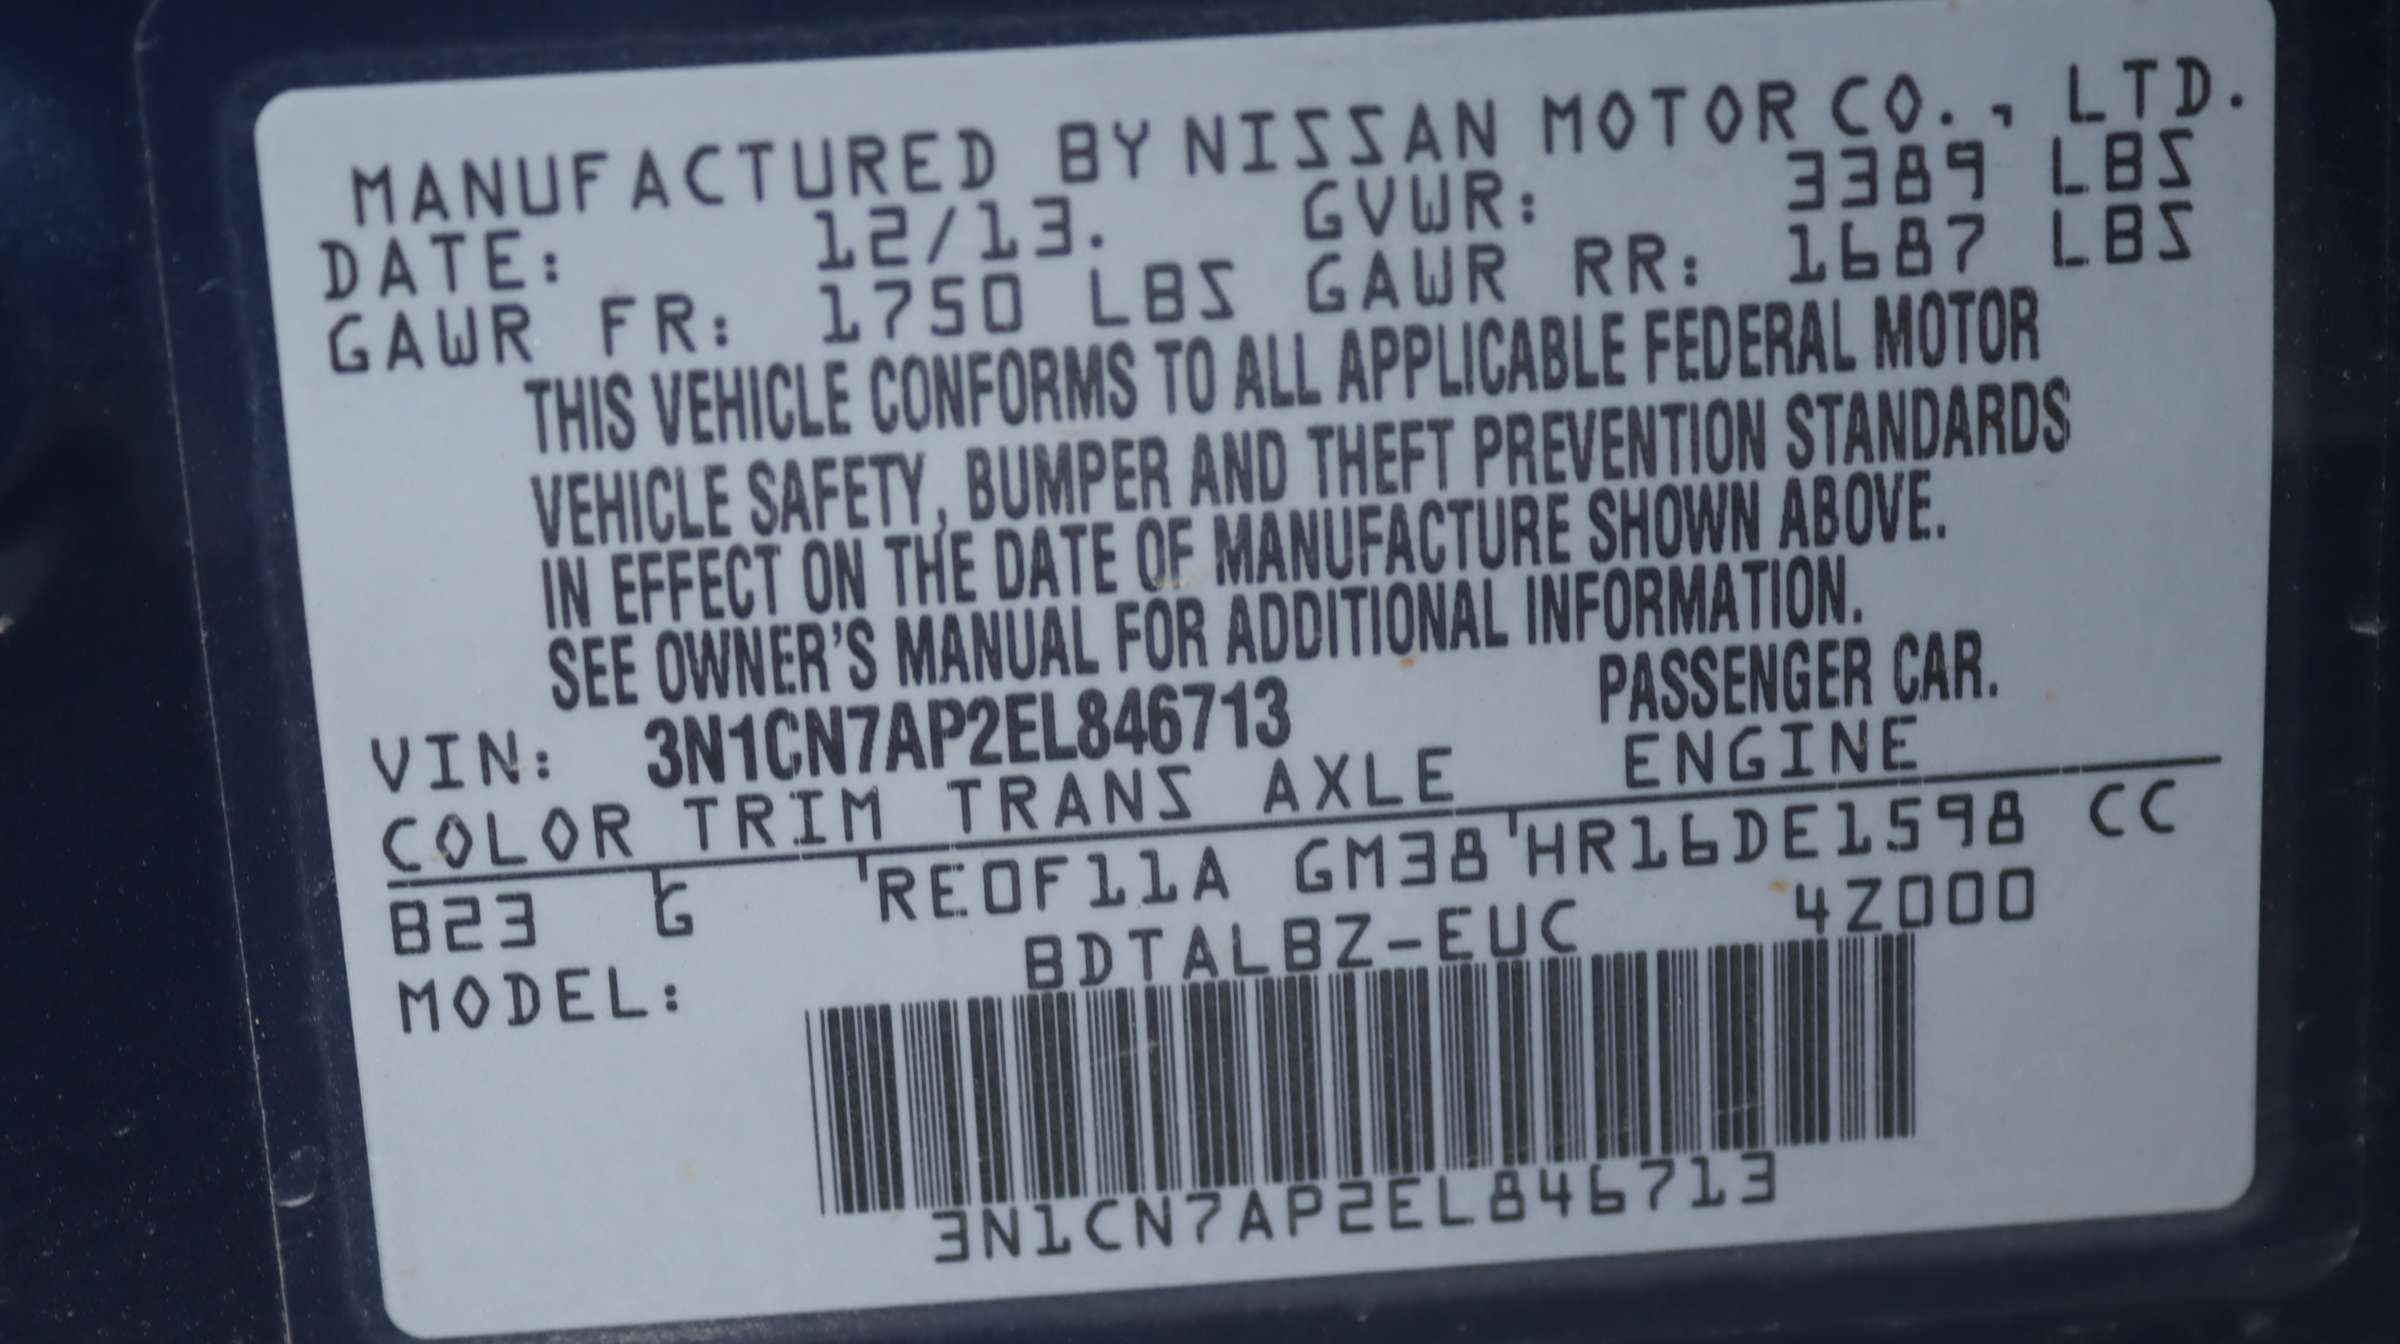 MANUFACTURED BY NISSAN MOTOR CO., LTD.
DATE: 12/13. GVWR: 3389 LBS
GAWR FR: 1750 LBS GAWR RR: 1687 LBS
THIS VEHICLE CONFORMS TO ALL APPLICABLE FEDERAL MOTOR
VEHICLE SAFETY, BUMPER AND THEFT PREVENTION STANDARDS
IN EFFECT ON THE DATE OF MANUFACTURE SHOWN ABOVE.
SEE OWNER'S MANUAL FOR ADDITIONAL INFORMATION.
VIN: 3N1CN7AP2EL846713 PASSENGER CAR.
COLOR TRIM TRANS AXLE ENGINE
B23 G RE0F11A GM38 HR16DE1598 CC
MODEL: BDTALBZ-EUC 4Z000
3N1CN7AP2EL846713